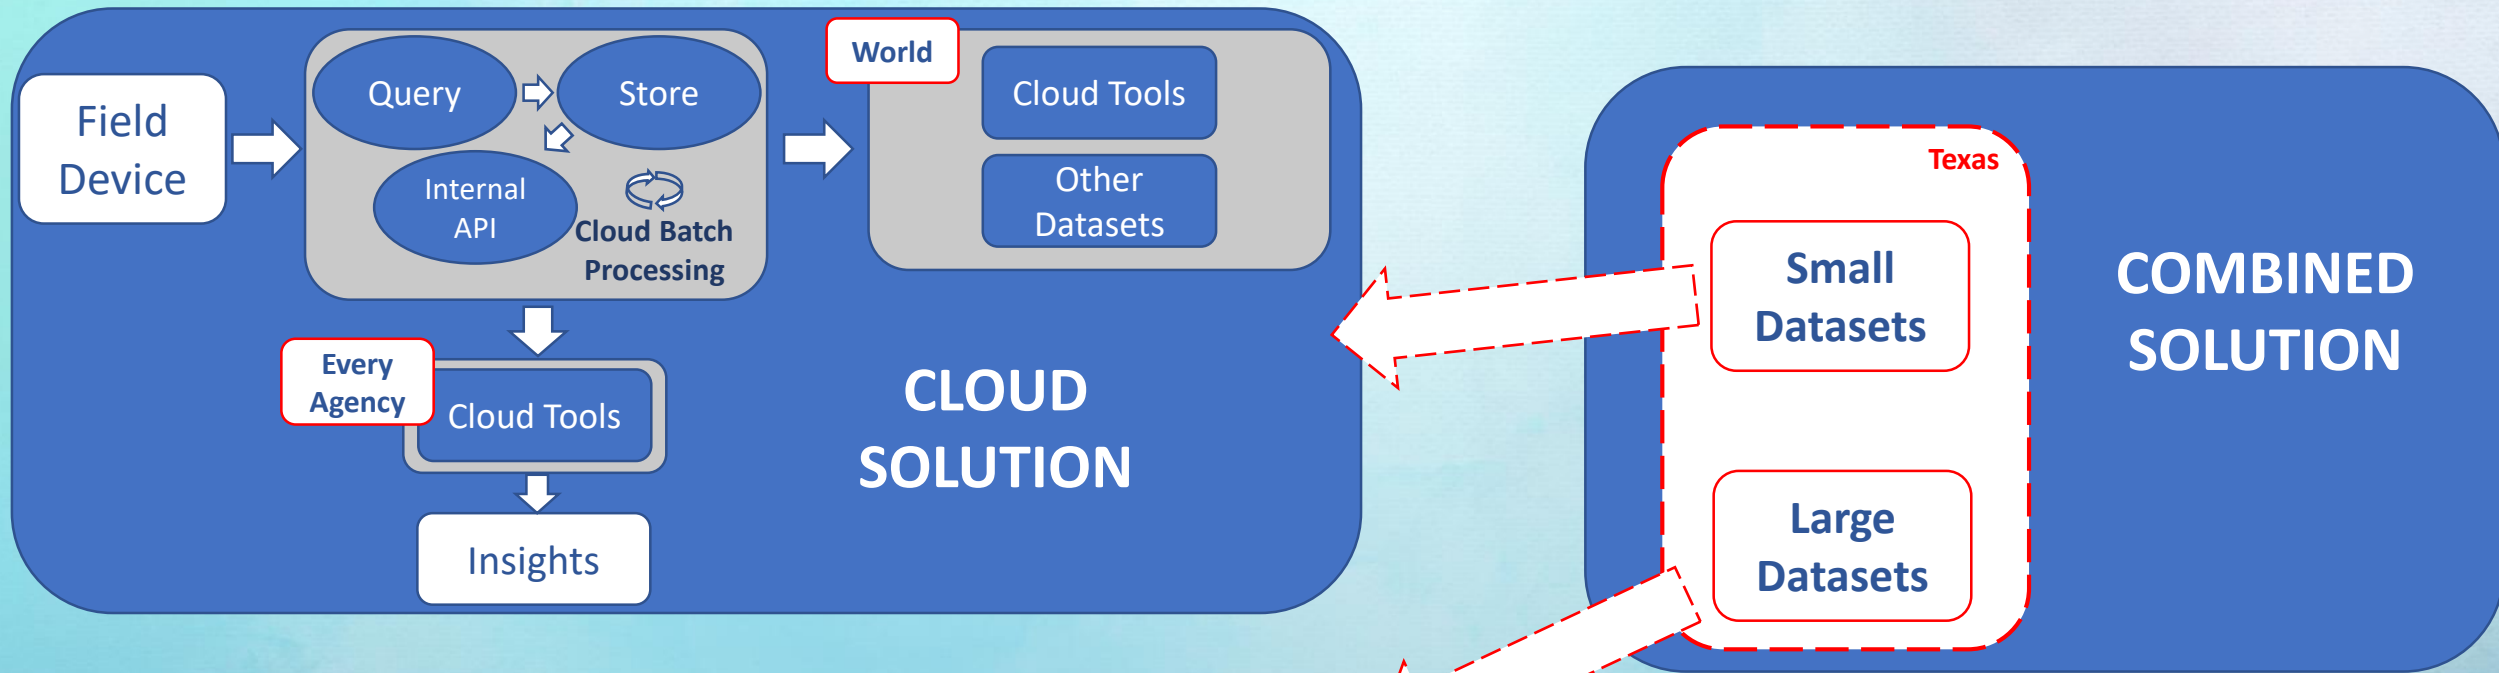 Field
Device
Query
Store
Internal
API
Cloud Batch
Processing
World
Cloud Tools
Other
Datasets
Every
Agency
Cloud Tools
Insights
CLOUD
SOLUTION
Texas
Small
Datasets
Large
Datasets
COMBINED
SOLUTION